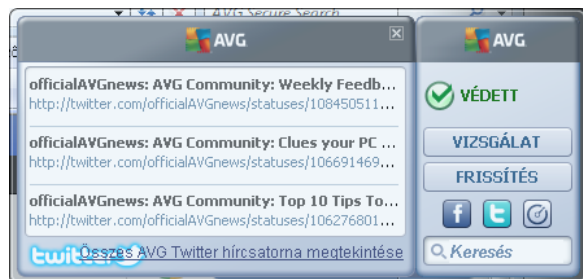 AVG Secure Search
AVG
officialAVGnews: AVG Community: Weekly Feedb...
http://twitter.com/officialAVGnews/statuses/108450511...
officialAVGnews: AVG Community: Clues your PC ...
http://twitter.com/officialAVGnews/statuses/106691469...
officialAVGnews: AVG Community: Top 10 Tips To...
http://twitter.com/officialAVGnews/statuses/106276801...
twitter
Összes AVG Twitter hírcsatorna megtekintése
AVG
VÉDETT
VIZSGÁLAT
FRISSÍTÉS
Keresés